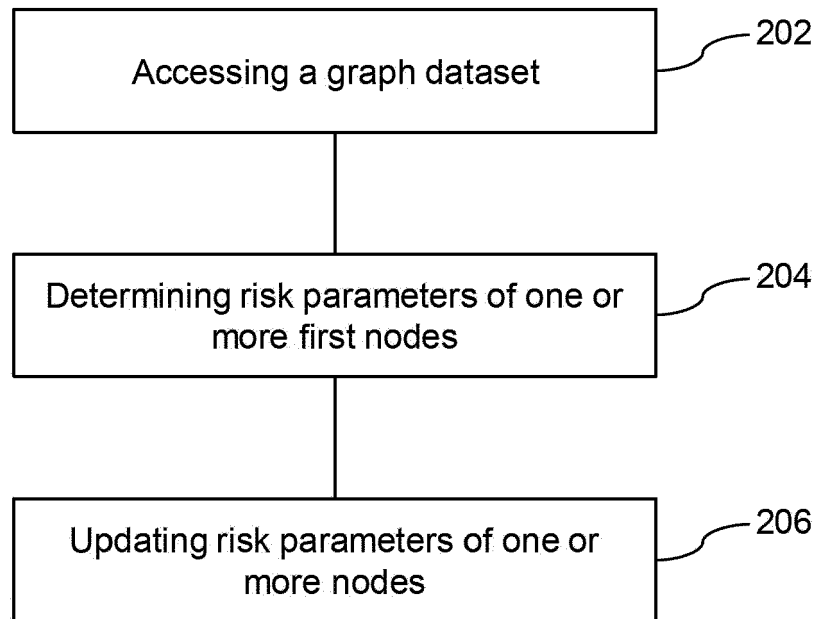 202
Accessing a graph dataset
204
Determining risk parameters of one or
more first nodes
206
Updating risk parameters of one or
more nodes